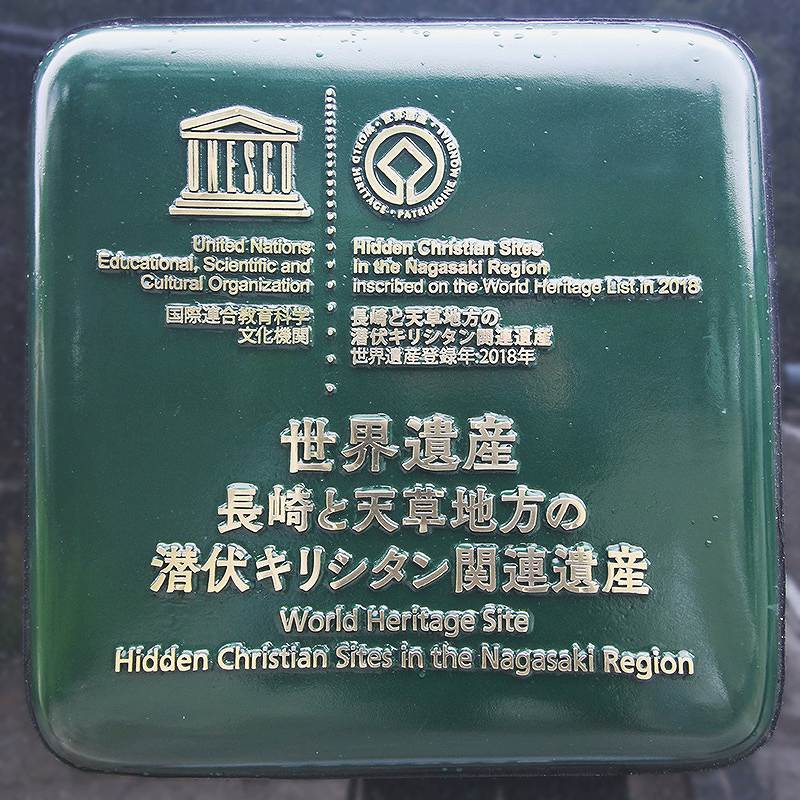 UNESCO
WORLD HERITAGE • PATRIMOINE MONDIAL •
United Nations
Educational, Scientific and
Cultural Organization
国際連合教育科学
文化機関
Hidden Christian Sites
in the Nagasaki Region
inscribed on the World Heritage List in 2018
長崎と天草地方の
潜伏キリシタン関連遺産
世界遺産登録年 2018年
世界遺産
長崎と天草地方の
潜伏キリシタン関連遺産
World Heritage Site
Hidden Christian Sites in the Nagasaki Region